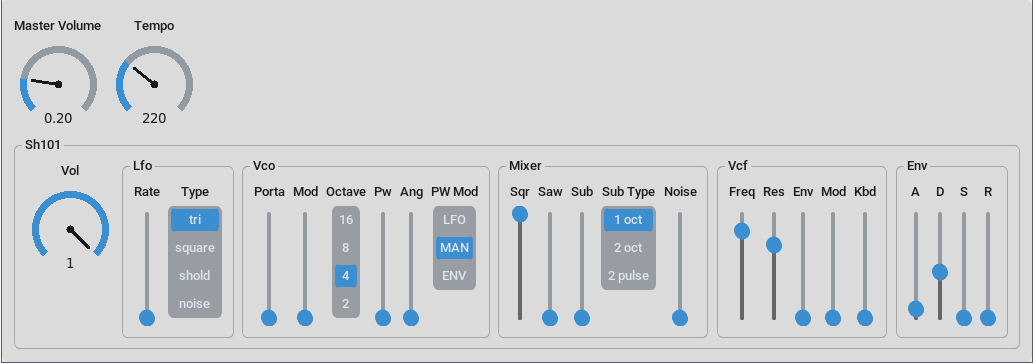 Master Volume Tempo
0.20 220
Sh101
Vol Lfo Vco Mixer Vcf Env
Rate Type Porta Mod Octave Pw Ang PW Mod Sqr Saw Sub Sub Type Noise Freq Res Env Mod Kbd A D S R
tri 16 LFO 1 oct
square 8 MAN 2 oct
1 shold 4 ENV 2 pulse
noise 2